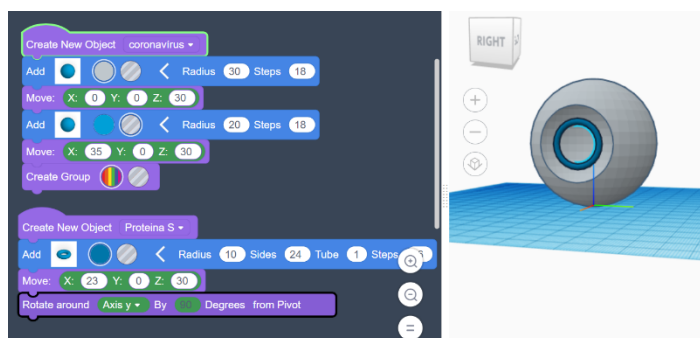 Create New Object coronavirus
Add Radius 30 Steps 18
Move: X: 0 Y: 0 Z: 30
Add Radius 20 Steps 18
Move: X: 35 Y: 0 Z: 30
Create Group
Create New Object Proteina S
Add Radius 10 Sides 24 Tube 1 Steps
Move: X: 23 Y: 0 Z: 30
Rotate around Axis y By 90 Degrees from Pivot
RIGHT